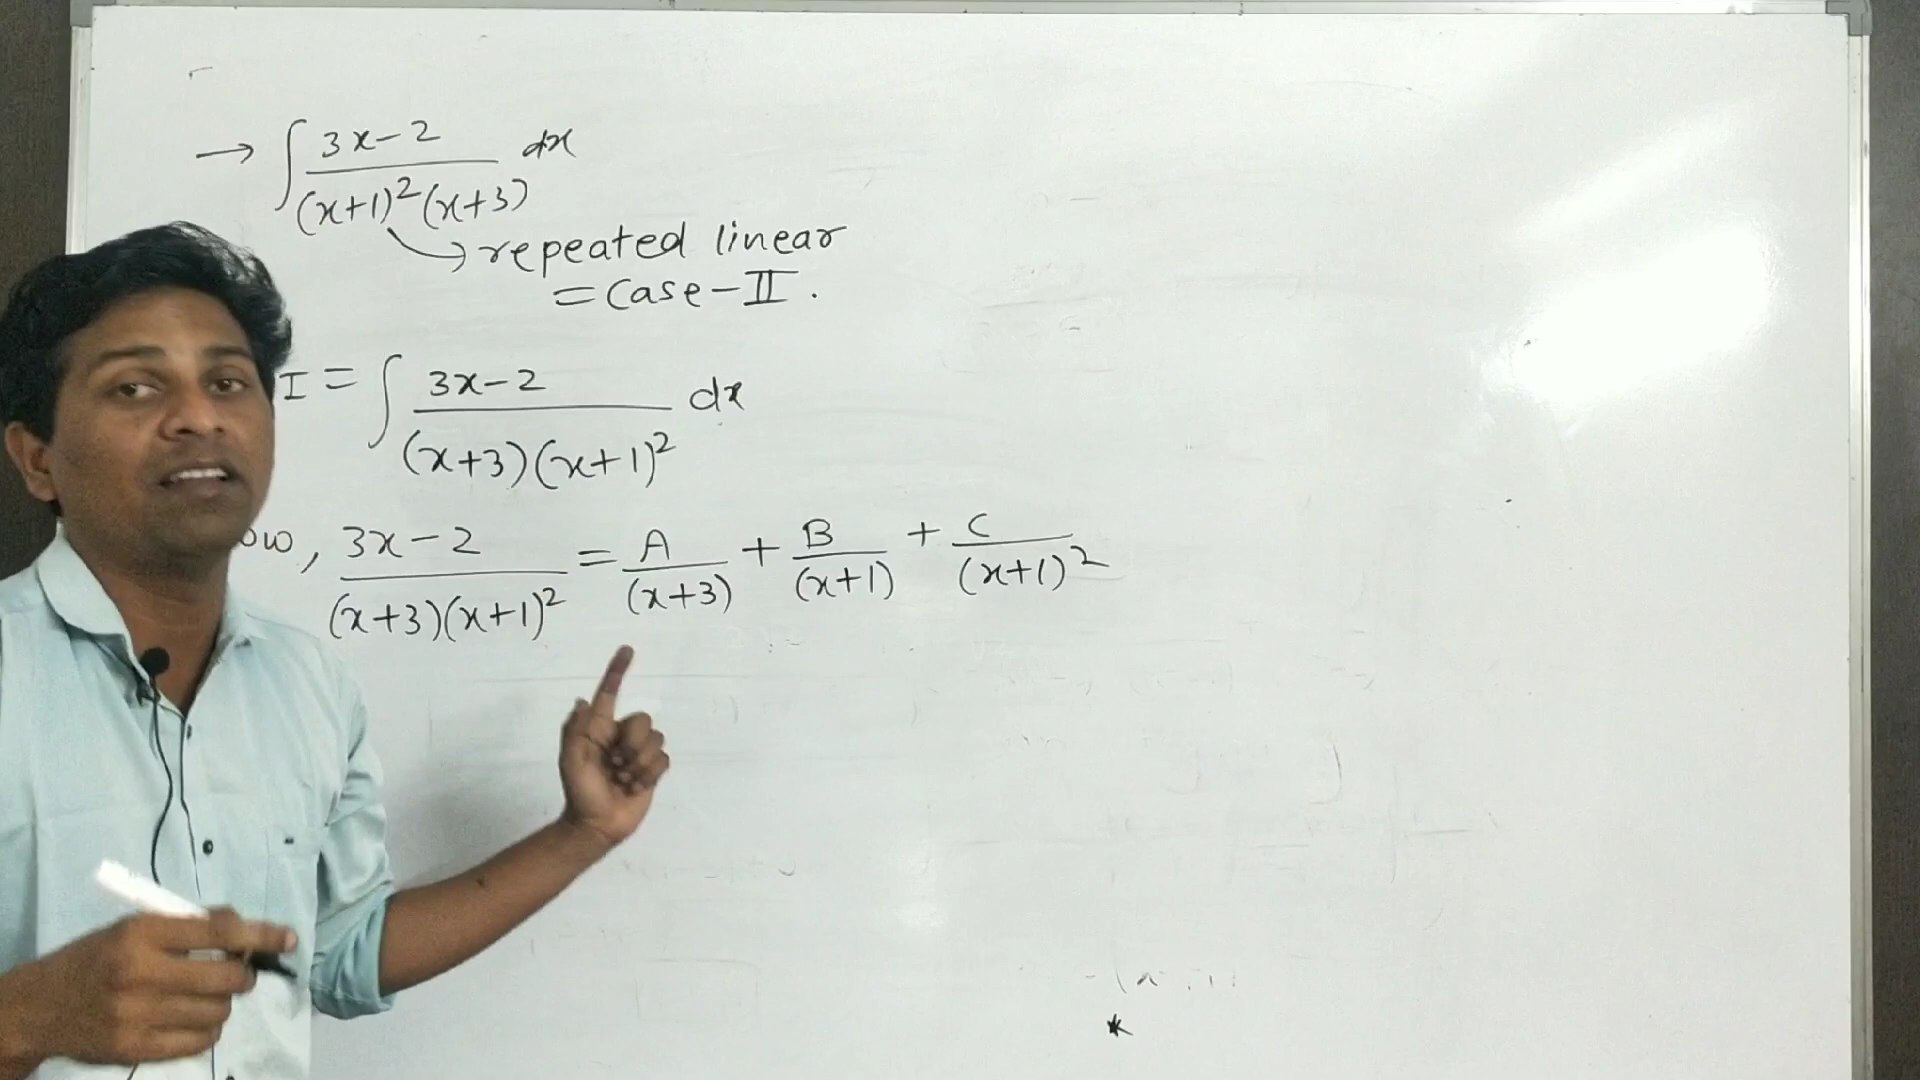 → ∫ 3x-2 / (x+1)²(x+3) dx
→ repeated linear
= Case-II.
I = ∫ 3x-2 / (x+3)(x+1)² dx
, 3x-2 / (x+3)(x+1)² = A / (x+3) + B / (x+1) + C / (x+1)²